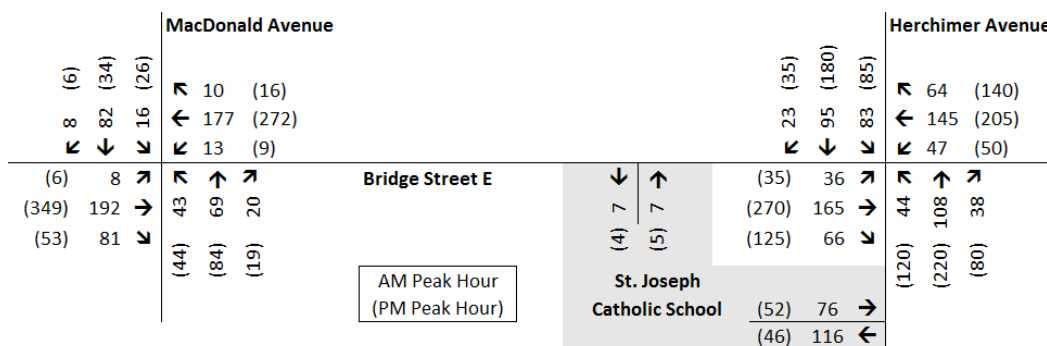 MacDonald Avenue
Herchimer Avenue
(6) (34) (26)
8 82 16
10 (16)
177 (272)
13 (9)
(35) (180) (85)
23 95 83
64 (140)
145 (205)
47 (50)
Bridge Street E
(6) 8
(349) 192
(53) 81
43 69 20
(44) (84) (19)
7 7
(4) (5)
(35) 36
(270) 165
(125) 66
44 108 38
(120) (220) (80)
AM Peak Hour
(PM Peak Hour)
St. Joseph
Catholic School
(52) 76
(46) 116